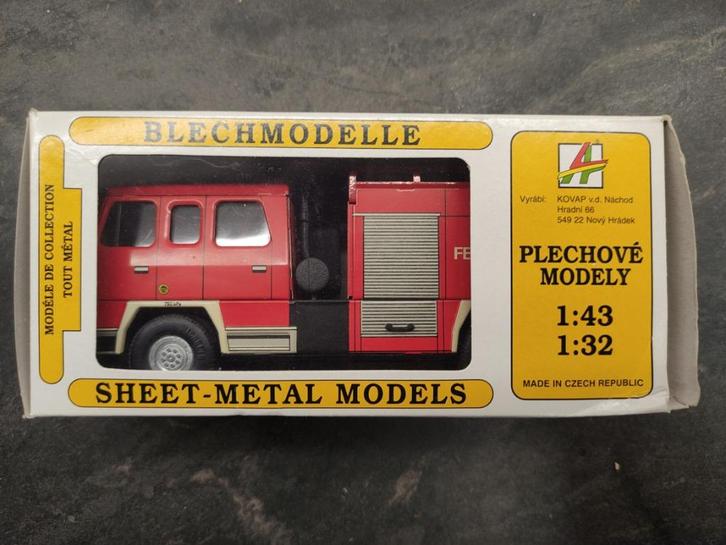 BLECHMODELLE
MODÈLE DE COLLECTION
TOUT MÉTAL
FE
SHEET-METAL MODELS
Vyrábí: KOVAP v.d. Náchod
Hradní 66
549 22 Nový Hrádek
PLECHOVÉ
MODELY
1:43
1:32
MADE IN CZECH REPUBLIC